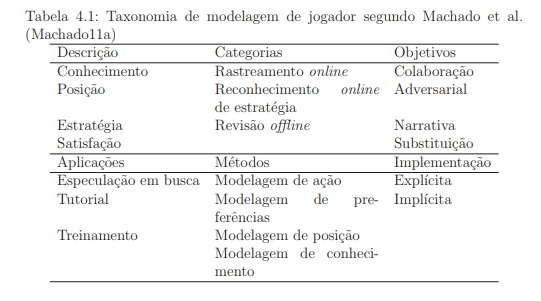 Tabela 4.1: Taxonomia de modelagem de jogador segundo Machado et al.
(Machado11a)
Descrição Categorias Objetivos
Conhecimento Rastreamento online Colaboração
Posição Reconhecimento online Adversarial
de estratégia
Estratégia Revisão offline Narrativa
Satisfação Substituição
Aplicações Métodos Implementação
Especulação em busca Modelagem de ação Explícita
Tutorial Modelagem de pre- Implícita
ferências
Treinamento Modelagem de posição
Modelagem de conheci-
mento